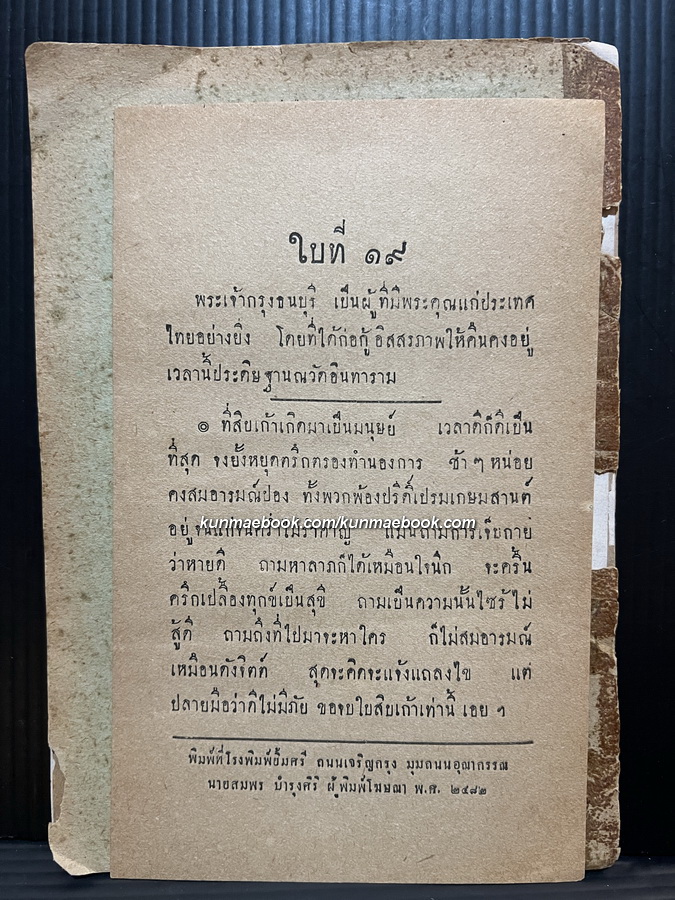 ใบที่ ๑๙
พระเจ้ากรุงธนบุรี เป็นผู้ที่มีพระคุณแก่ประเทศ
ไทยอย่างยิ่ง โดยที่ได้ก่อกู้อิสสรภาพให้คืนคงอยู่
เวลานี้ประดิษฐานณวัดอินทาราม
๏ ที่สิบเก้าเกิดมาเป็นมนุษย์ เวลาดีก็ดีเป็น
ที่สุด จงยั้งหยุดตริกตรองทำนองการ ช้า ๆ หน่อย
คงสมอารมณ์ปอง ทั้งพวกพ้องปริดิ์เปรมเกษมสานต์
kunmaebook.com/kunmaebook.com
อยู่ แม้นถามการเจ็บถาย
ว่าหายดี ถามหาลาภก็ได้เหมือนใจนึก จะครั้น
ตริกเปลื้องทุกข์เป็นสุขี ถามเป็นความนั้นไซร้ไม่
สู้ดี ถามถึงที่ไปมาจะหาใคร ก็ไม่สมอารมณ์
เหมือนดังจิตต์ สุดจะคิดจะแจ้งแถลงไข แต่
ปลายมือว่าดีไม่มีภัย ขอจบใบสิบเก้าเท่านี้ เอย ฯ
พิมพ์ที่โรงพิมพ์ยิ้มศรี ถนนเจริญกรุง มุมถนนอุณากรรณ
นายสมพร บำรุงศิริ ผู้พิมพ์โฆษณา พ.ศ. ๒๔๘๒